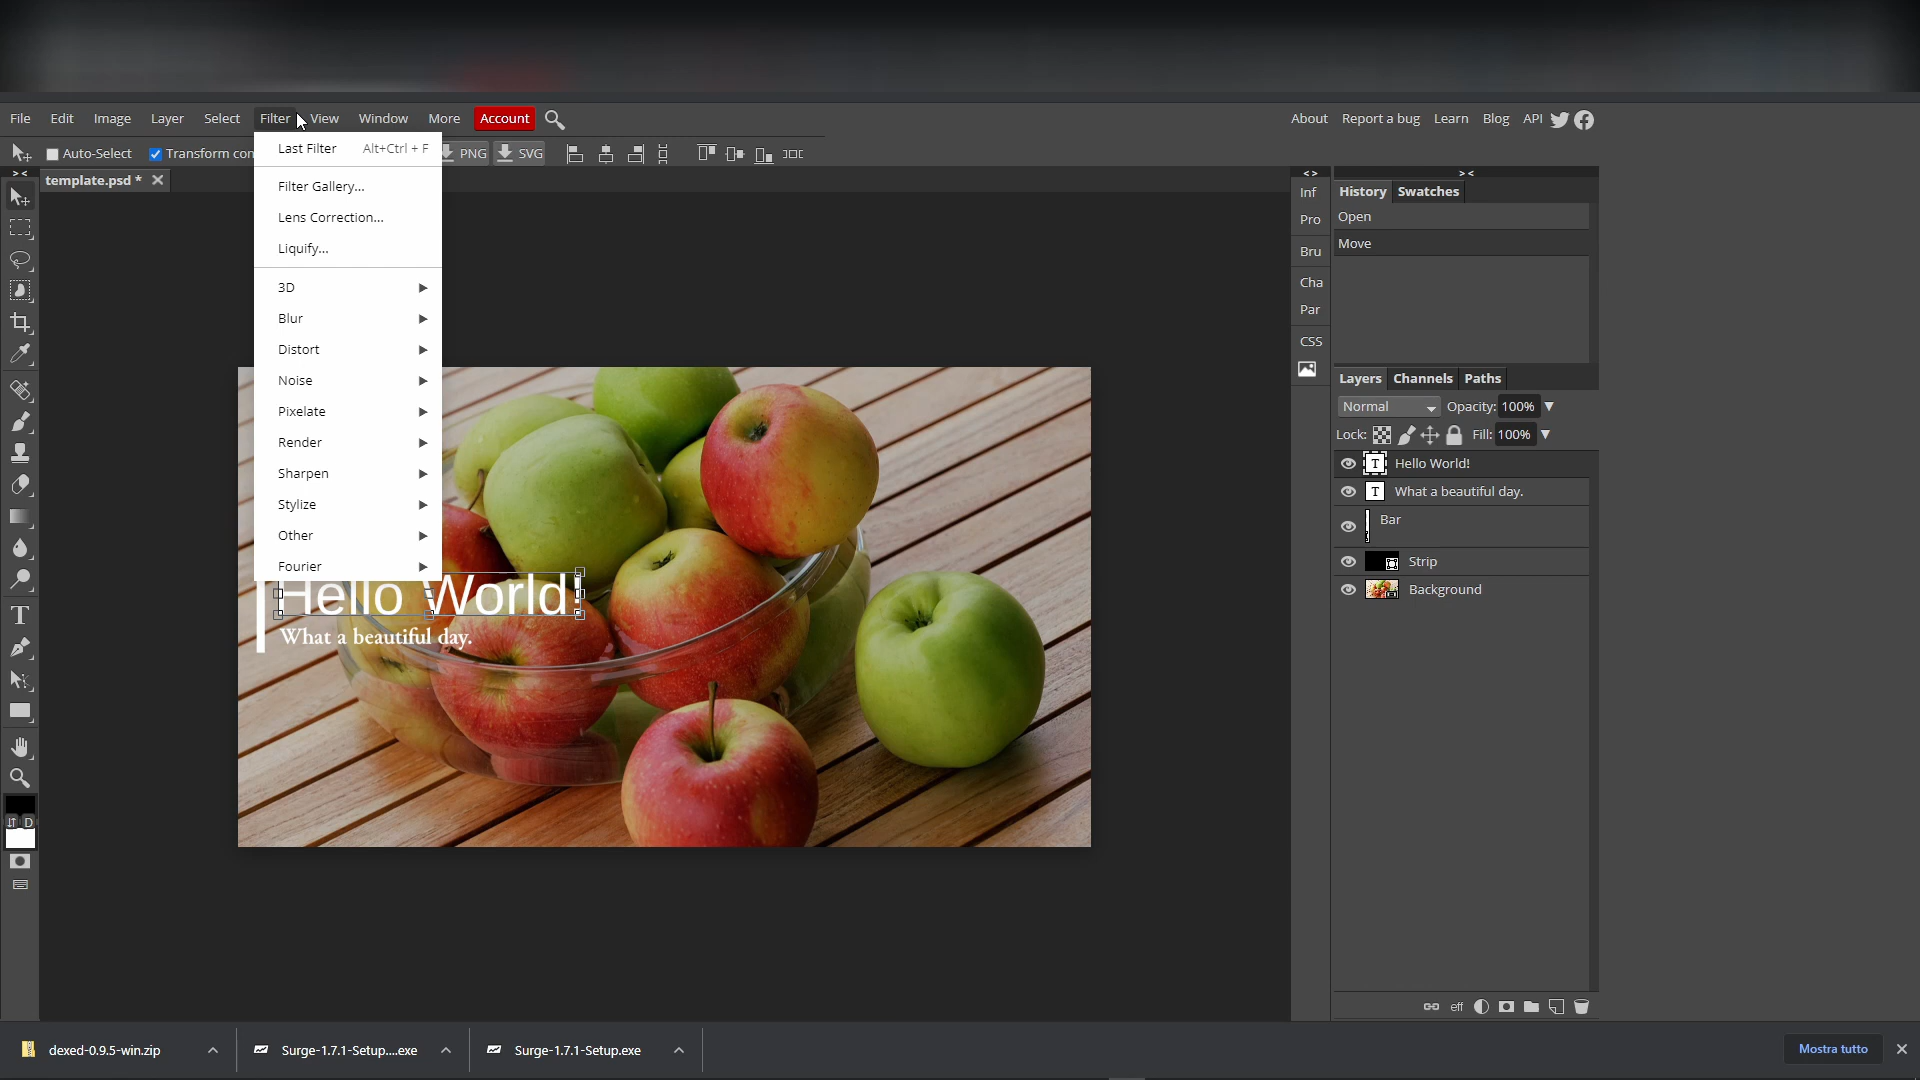 File Edit Image Layer Select Filter View Window More Account
About Report a bug Learn Blog API
Auto-Select Transform con PNG SVG
template.psd *
Last Filter Alt+Ctrl + F
Filter Gallery...
Lens Correction...
Liquify...
3D
Blur
Distort
Noise
Pixelate
Render
Sharpen
Stylize
Other
Fourier
Hello World!
What a beautiful day.
T
D
Inf
Pro
Bru
Cha
Par
CSS
History Swatches
Open
Move
Layers Channels Paths
Normal Opacity: 100%
Lock: Fill: 100%
T Hello World!
T What a beautiful day.
Bar
Strip
Background
eff
dexed-0.9.5-win.zip Surge-1.7.1-Setup....exe Surge-1.7.1-Setup.exe Mostra tutto